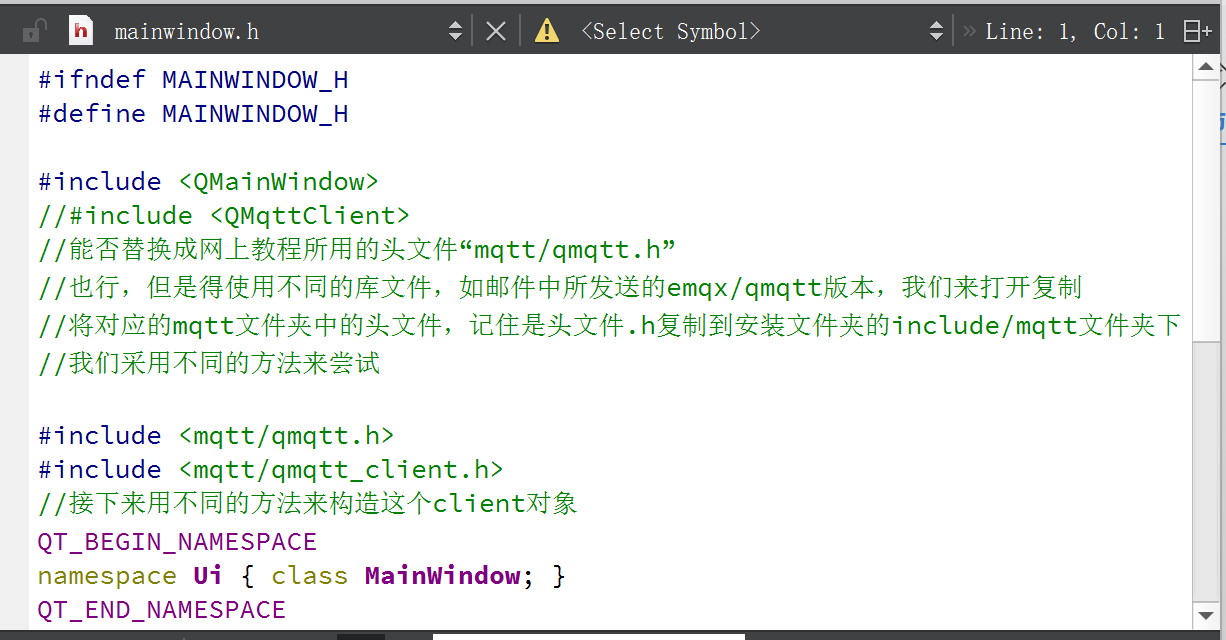 mainwindow.h
<Select Symbol>
Line: 1, Col: 1
#ifndef MAINWINDOW_H
#define MAINWINDOW_H
#include <QMainWindow>
//#include <QMqttClient>
//能否替换成网上教程所用的头文件“mqtt/qmqtt.h”
//也行，但是得使用不同的库文件，如邮件中所发送的emqx/qmqtt版本，我们来打开复制
//将对应的mqtt文件夹中的头文件，记住是头文件.h复制到安装文件夹的include/mqtt文件夹下
//我们采用不同的方法来尝试
#include <mqtt/qmqtt.h>
#include <mqtt/qmqtt_client.h>
//接下来用不同的方法来构造这个client对象
QT_BEGIN_NAMESPACE
namespace Ui { class MainWindow; }
QT_END_NAMESPACE